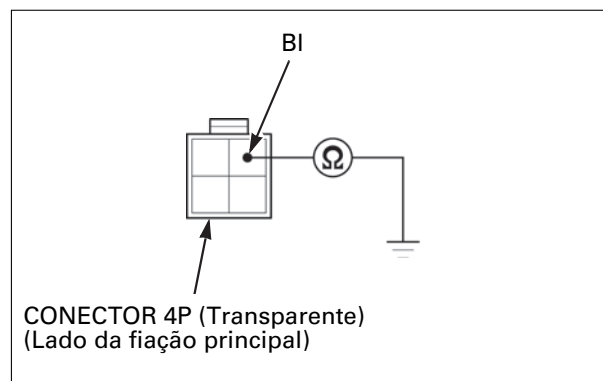 Bl
Ω
CONECTOR 4P (Transparente)
(Lado da fiação principal)